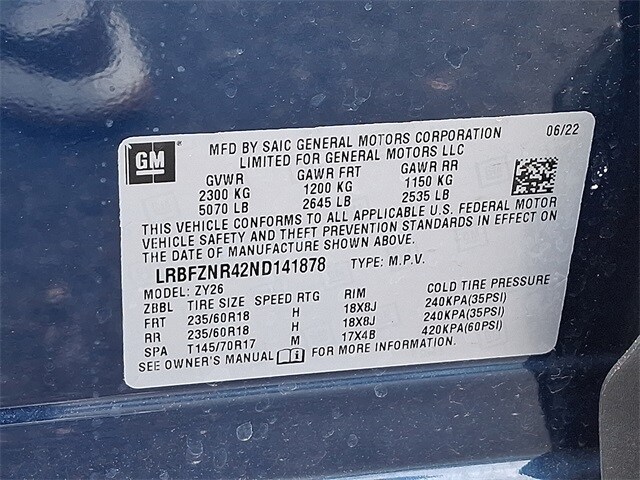 GM
MFD BY SAIC GENERAL MOTORS CORPORATION 06/22
LIMITED FOR GENERAL MOTORS LLC
GVWR GAWR FRT GAWR RR
2300 KG 1200 KG 1150 KG
5070 LB 2645 LB 2535 LB
THIS VEHICLE CONFORMS TO ALL APPLICABLE U.S. FEDERAL MOTOR
VEHICLE SAFETY AND THEFT PREVENTION STANDARDS IN EFFECT ON
THE DATE OF MANUFACTURE SHOWN ABOVE.
LRBFZNR42ND141878 TYPE: M.P.V.
MODEL: ZY26
ZBBL TIRE SIZE SPEED RTG RIM COLD TIRE PRESSURE
FRT 235/60R18 H 18X8J 240KPA(35PSI)
RR 235/60R18 H 18X8J 240KPA(35PSI)
SPA T145/70R17 M 17X4B 420KPA(60PSI)
SEE OWNER'S MANUAL FOR MORE INFORMATION.